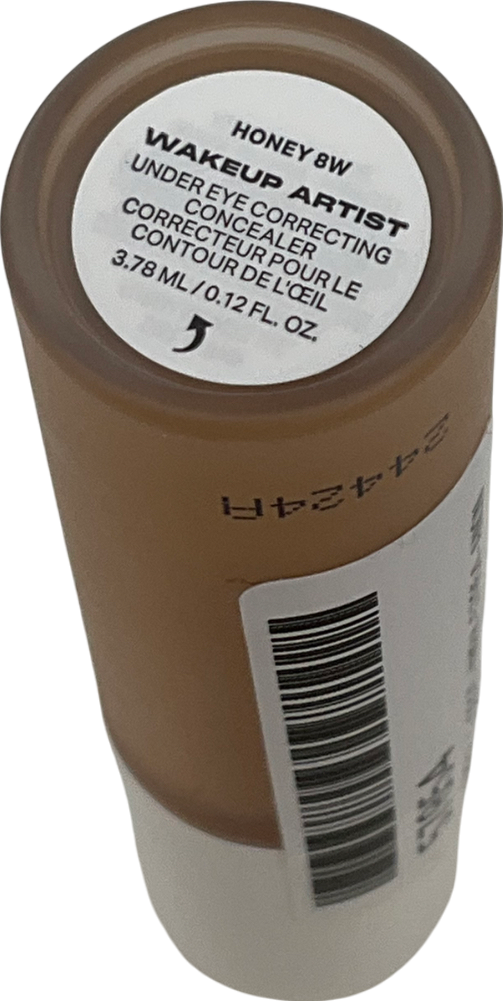 HONEY 8W
WAKEUP ARTIST
UNDER EYE CORRECTING
CONCEALER
CORRECTEUR POUR LE
CONTOUR DE L'ŒIL
3.78 ML / 0.12 FL. OZ.
24424A